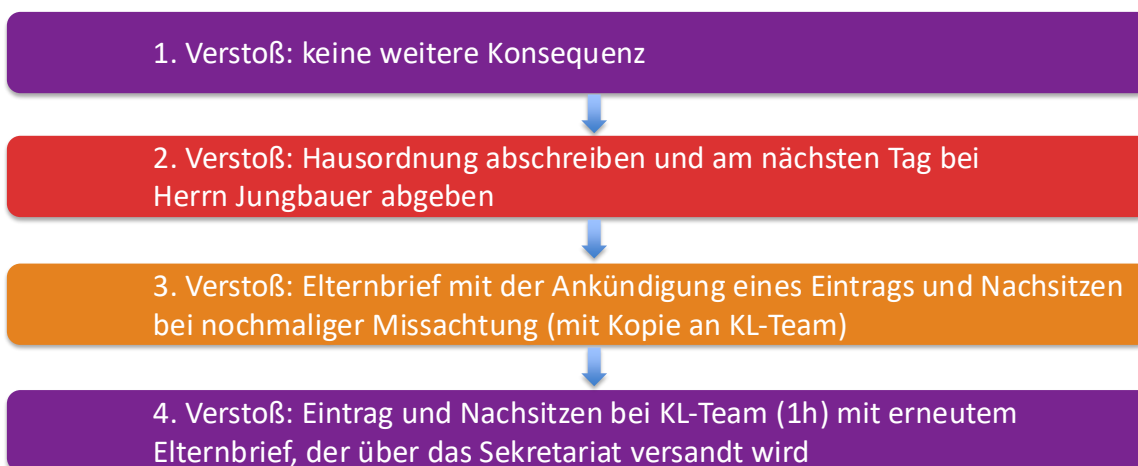 1. Verstoß: keine weitere Konsequenz
2. Verstoß: Hausordnung abschreiben und am nächsten Tag bei
Herrn Jungbauer abgeben
3. Verstoß: Elternbrief mit der Ankündigung eines Eintrags und Nachsitzen
bei nochmaliger Missachtung (mit Kopie an KL-Team)
4. Verstoß: Eintrag und Nachsitzen bei KL-Team (1h) mit erneutem
Elternbrief, der über das Sekretariat versandt wird